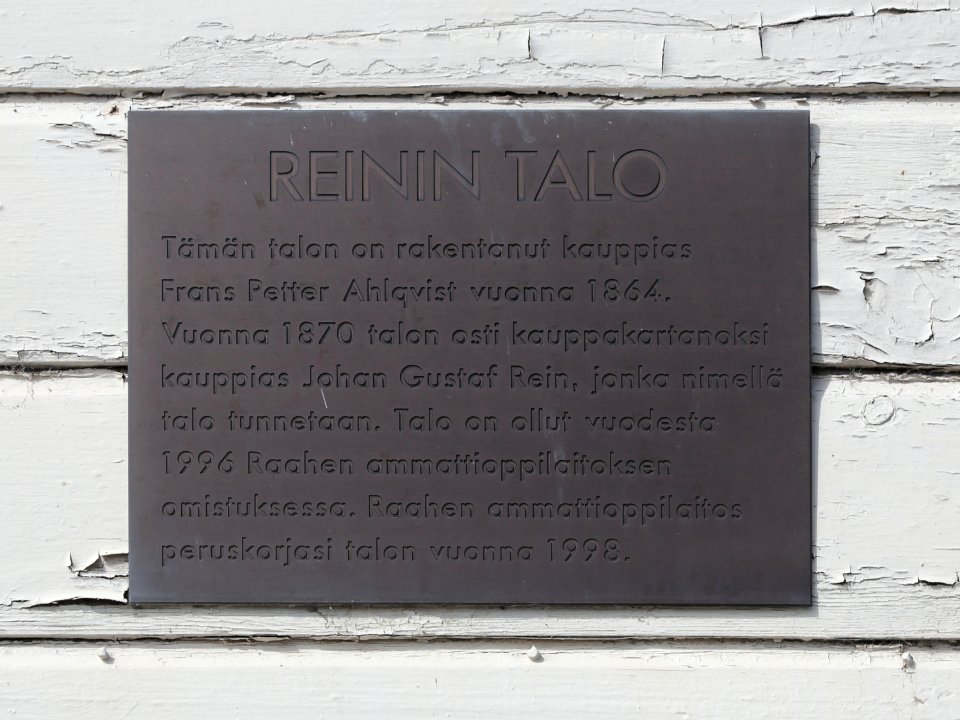 REININ TALO
Tämän talon on rakentanut kauppias
Frans Petter Ahlqvist vuonna 1864.
Vuonna 1870 talon osti kauppakartanoksi
kauppias Johan Gustaf Rein, jonka nimellä
talo tunnetaan. Talo on ollut vuodesta
1996 Raahen ammattioppilaitoksen
omistuksessa. Raahen ammattioppilaitos
peruskorjasi talon vuonna 1998.